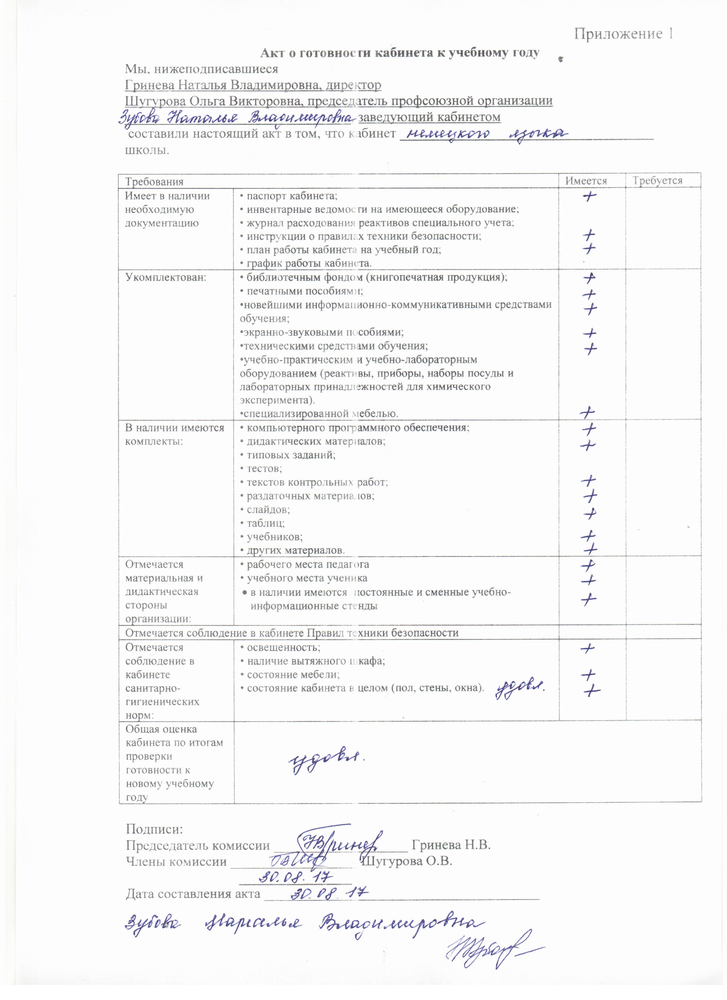 Приложение 1
Акт о готовности кабинета к учебному году
Мы, нижеподписавшиеся
Гринева Наталья Владимировна, директор
Шугурова Ольга Викторовна, председатель профсоюзной организации
Зубова Наталья Владимировна, заведующий кабинетом
составили настоящий акт в том, что кабинет немецкого языка
школы.
Требования Имеется Требуется
Имеет в наличии
необходимую
документацию
• паспорт кабинета; +
• инвентарные ведомости на имеющееся оборудование;
• журнал расходования реактивов специального учета;
• инструкции о правилах техники безопасности; +
• план работы кабинета на учебный год; +
• график работы кабинета.
Укомплектован:
• библиотечным фондом (книгопечатная продукция); +
• печатными пособиями; +
•новейшими информационно-коммуникативными средствами +
обучения;
•экранно-звуковыми пособиями; +
•техническими средствами обучения; +
•учебно-практическим и учебно-лабораторным
оборудованием (реактивы, приборы, наборы посуды и
лабораторных принадлежностей для химического
эксперимента).
•специализированной мебелью. +
В наличии имеются
комплекты:
• компьютерного программного обеспечения; +
• дидактических материалов; +
• типовых заданий;
• тестов;
• текстов контрольных работ; +
• раздаточных материалов; +
• слайдов; +
• таблиц;
• учебников; +
• других материалов. +
Отмечается
материальная и
дидактическая
стороны
организации:
• рабочего места педагога +
• учебного места ученика +
• в наличии имеются постоянные и сменные учебно- +
информационные стенды
Отмечается соблюдение в кабинете Правил техники безопасности
Отмечается
соблюдение в
кабинете
санитарно-
гигиенических
норм:
• освещенность; +
• наличие вытяжного шкафа;
• состояние мебели; +
• состояние кабинета в целом (пол, стены, окна). удовл. +
Общая оценка
кабинета по итогам
проверки
готовности к
новому учебному
году
удовл.
Подписи:
Председатель комиссии Гринева Н.В.
Члены комиссии Шугурова О.В.
30.08.17
Дата составления акта 30.08.17
Зубова Наталья Владимировна